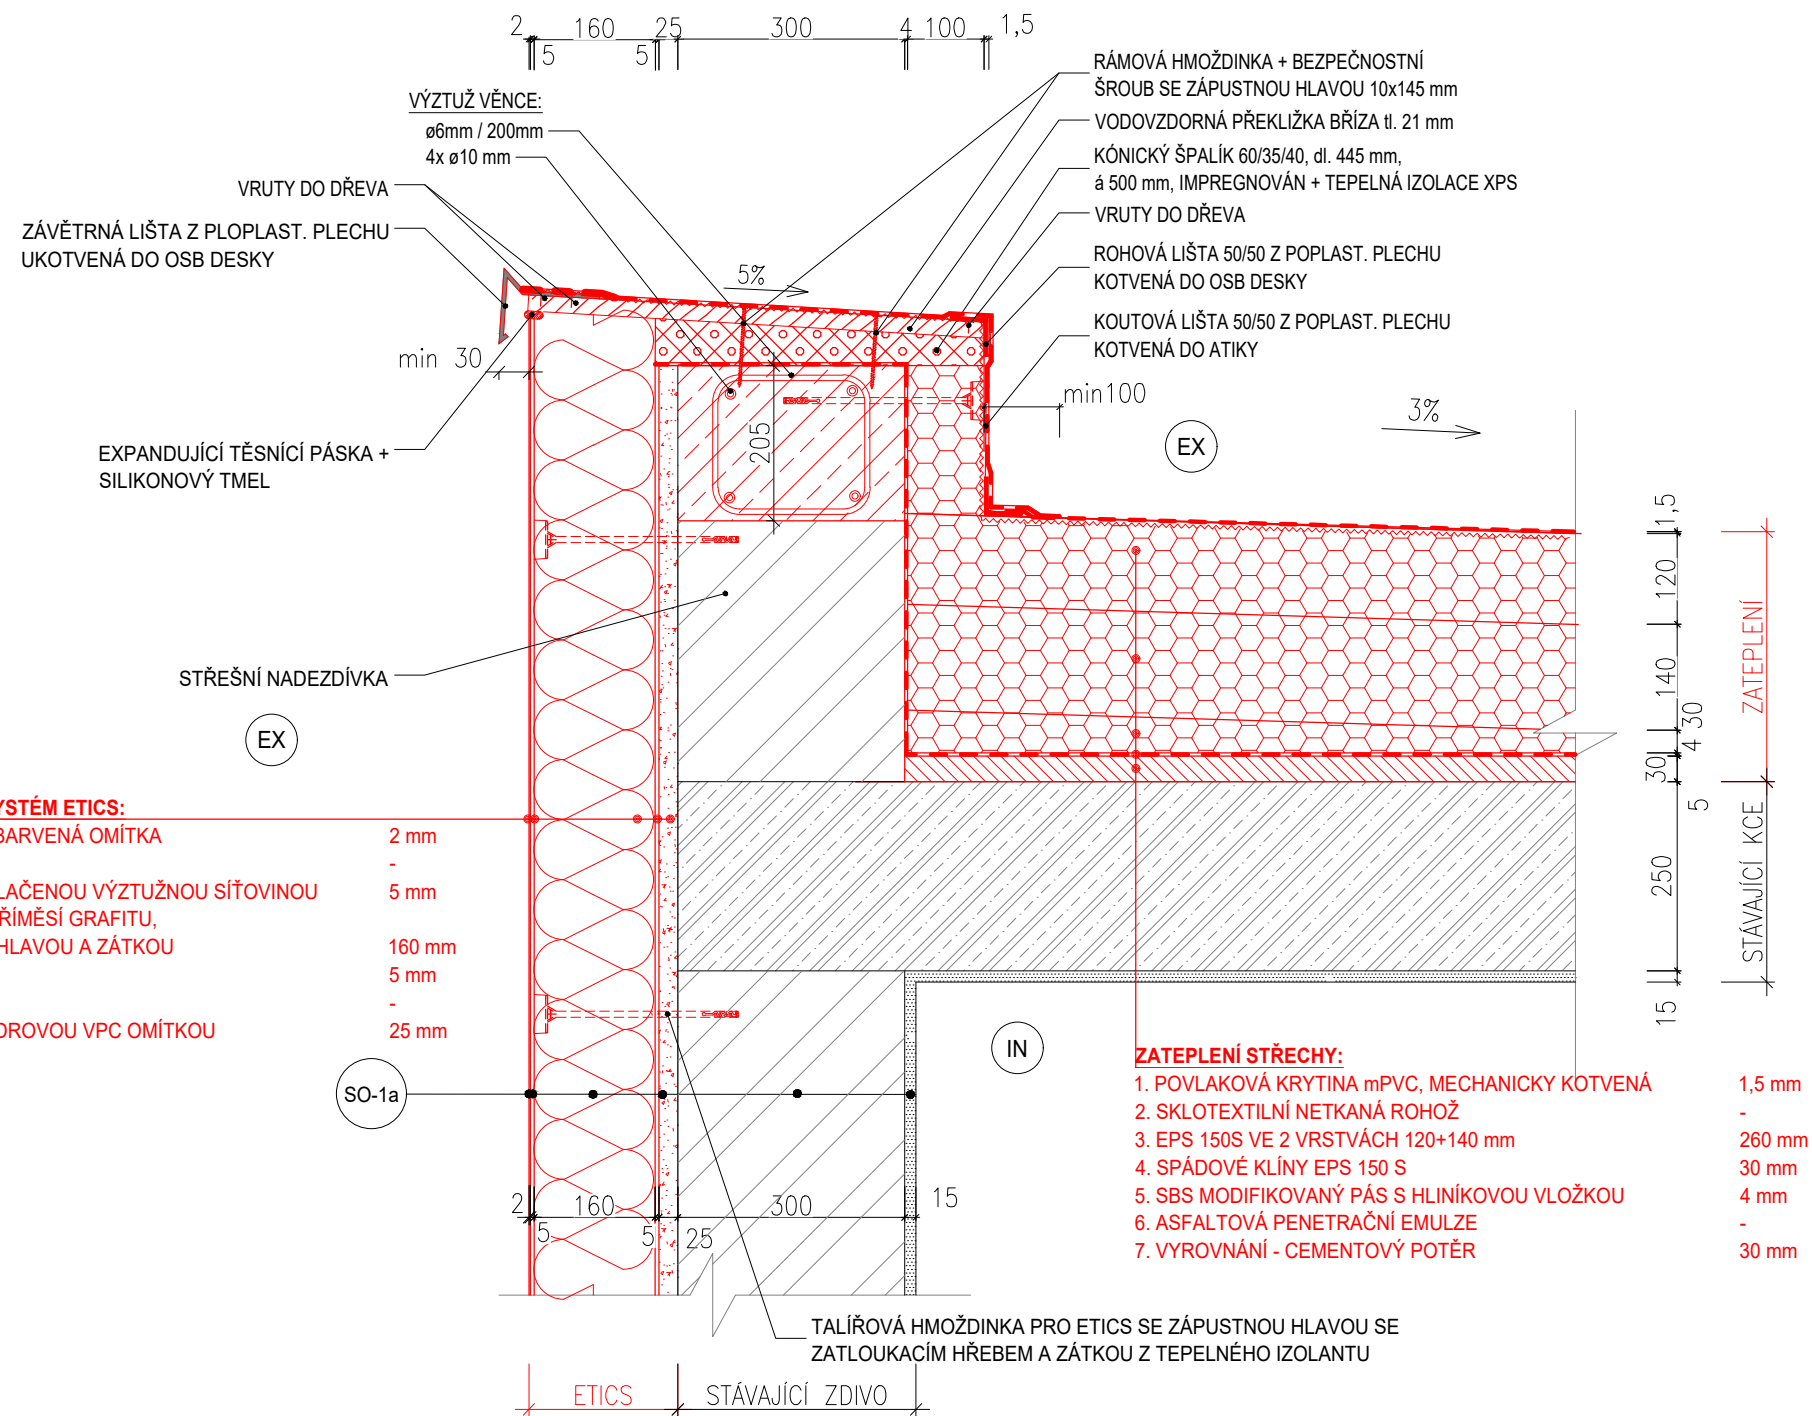 2 160 25 300 4 100 1,5
5 5
VÝZTUŽ VĚNCE:
ø6mm / 200mm
4x ø10 mm
VRUTY DO DŘEVA
ZÁVĚTRNÁ LIŠTA Z PLOPLAST. PLECHU
UKOTVENÁ DO OSB DESKY
RÁMOVÁ HMOŽDINKA + BEZPEČNOSTNÍ
ŠROUB SE ZÁPUSTNOU HLAVOU 10x145 mm
VODOVZDORNÁ PŘEKLIŽKA BŘÍZA tl. 21 mm
KÓNICKÝ ŠPALÍK 60/35/40, dl. 445 mm,
á 500 mm, IMPREGNOVÁN + TEPELNÁ IZOLACE XPS
VRUTY DO DŘEVA
ROHOVÁ LIŠTA 50/50 Z POPLAST. PLECHU
KOTVENÁ DO OSB DESKY
KOUTOVÁ LIŠTA 50/50 Z POPLAST. PLECHU
KOTVENÁ DO ATIKY
5%
min 30
min100
3%
205
EX
EXPANDUJÍCÍ TĚSNÍCÍ PÁSKA +
SILIKONOVÝ TMEL
STŘEŠNÍ NADEZDÍVKA
EX
1,5
120
140
30
4
30
5
250
15
ZATEPLENÍ
STÁVAJÍCÍ KCE
YSTÉM ETICS:
BARVENÁ OMÍTKA 2 mm
-
LAČENOU VÝZTUŽNOU SÍŤOVINOU 5 mm
ŘÍMĚSÍ GRAFITU,
HLAVOU A ZÁTKOU 160 mm
5 mm
-
DROVOU VPC OMÍTKOU 25 mm
SO-1a
IN
ZATEPLENÍ STŘECHY:
1. POVLAKOVÁ KRYTINA mPVC, MECHANICKY KOTVENÁ 1,5 mm
2. SKLOTEXTILNÍ NETKANÁ ROHOŽ -
3. EPS 150S VE 2 VRSTVÁCH 120+140 mm 260 mm
4. SPÁDOVÉ KLÍNY EPS 150 S 30 mm
5. SBS MODIFIKOVANÝ PÁS S HLINÍKOVOU VLOŽKOU 4 mm
6. ASFALTOVÁ PENETRAČNÍ EMULZE -
7. VYROVNÁNÍ - CEMENTOVÝ POTĚR 30 mm
2 160 300 15
5 5 25
TALÍŘOVÁ HMOŽDINKA PRO ETICS SE ZÁPUSTNOU HLAVOU SE
ZATLOUKACÍM HŘEBEM A ZÁTKOU Z TEPELNÉHO IZOLANTU
ETICS STÁVAJÍCÍ ZDIVO